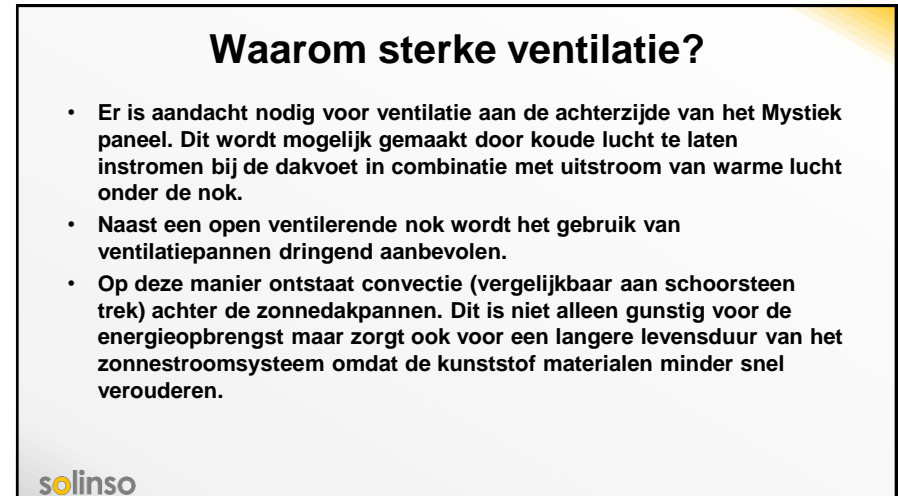 Waarom sterke ventilatie?
• Er is aandacht nodig voor ventilatie aan de achterzijde van het Mystiek
paneel. Dit wordt mogelijk gemaakt door koude lucht te laten
instromen bij de dakvoet in combinatie met uitstroom van warme lucht
onder de nok.
• Naast een open ventilerende nok wordt het gebruik van
ventilatiepannen dringend aanbevolen.
• Op deze manier ontstaat convectie (vergelijkbaar aan schoorsteen
trek) achter de zonnedakpannen. Dit is niet alleen gunstig voor de
energieopbrengst maar zorgt ook voor een langere levensduur van het
zonnestroomsysteem omdat de kunststof materialen minder snel
verouderen.
solinso